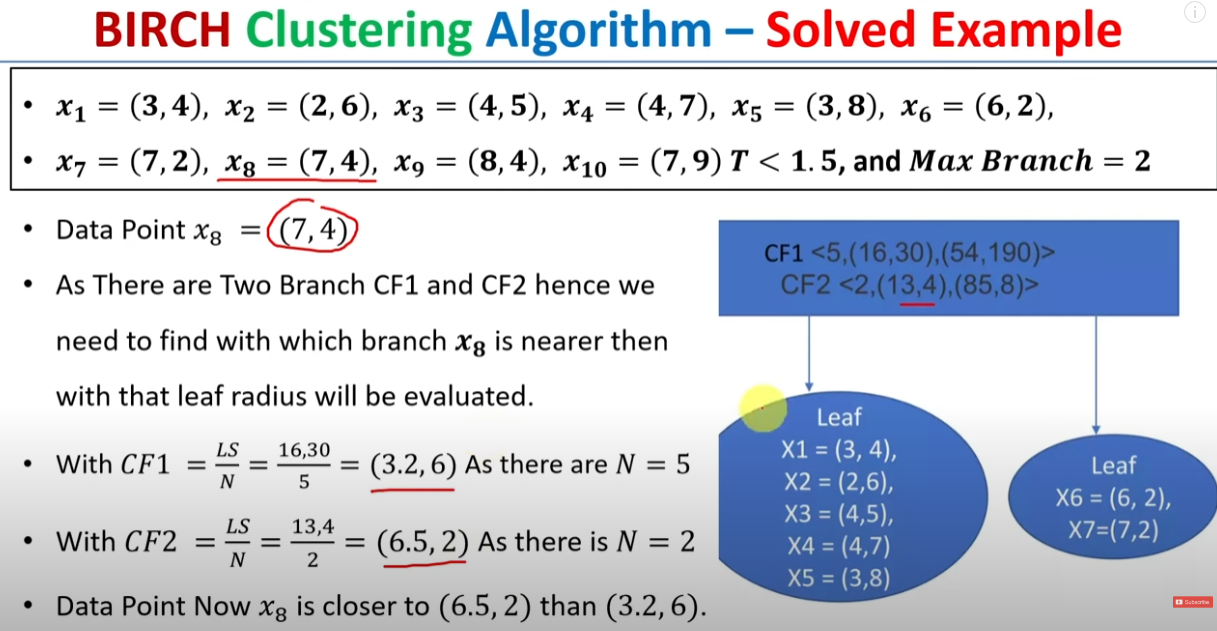 BIRCH Clustering Algorithm – Solved Example
• x₁ = (3, 4), x₂ = (2, 6), x₃ = (4, 5), x₄ = (4, 7), x₅ = (3, 8), x₆ = (6, 2),
• x₇ = (7, 2), x₈ = (7, 4), x₉ = (8, 4), x₁₀ = (7, 9) T < 1.5, and Max Branch = 2
• Data Point x₈ = (7, 4)
• As There are Two Branch CF1 and CF2 hence we
need to find with which branch x₈ is nearer then
with that leaf radius will be evaluated.
• With CF1 = LS/N = 16,30/5 = (3.2, 6) As there are N = 5
• With CF2 = LS/N = 13,4/2 = (6.5, 2) As there is N = 2
• Data Point Now x₈ is closer to (6.5, 2) than (3.2, 6).
CF1 <5,(16,30),(54,190)>
CF2 <2,(13,4),(85,8)>
Leaf
X1 = (3, 4),
X2 = (2,6),
X3 = (4,5),
X4 = (4,7)
X5 = (3,8)
Leaf
X6 = (6, 2),
X7=(7,2)
Subscribe